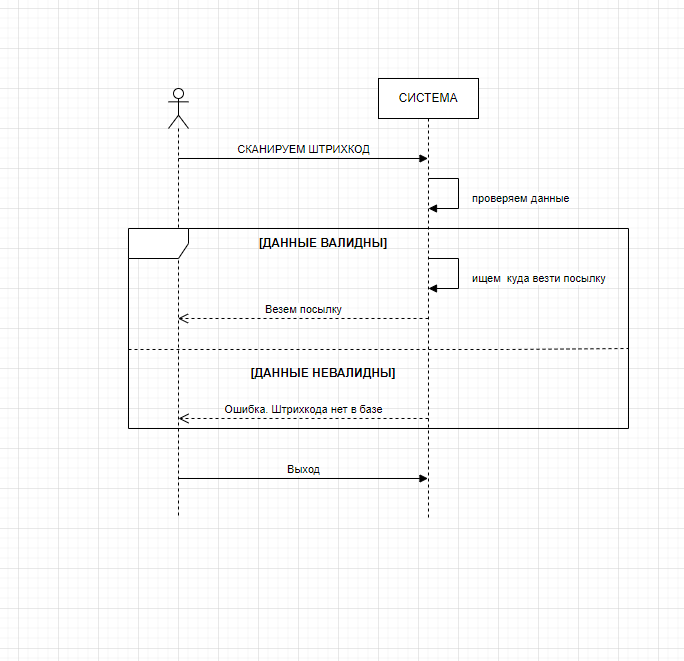 СИСТЕМА
СКАНИРУЕМ ШТРИХКОД
проверяем данные
[ДАННЫЕ ВАЛИДНЫ]
ищем куда везти посылку
Везем посылку
[ДАННЫЕ НЕВАЛИДНЫ]
Ошибка. Штрихкода нет в базе
Выход